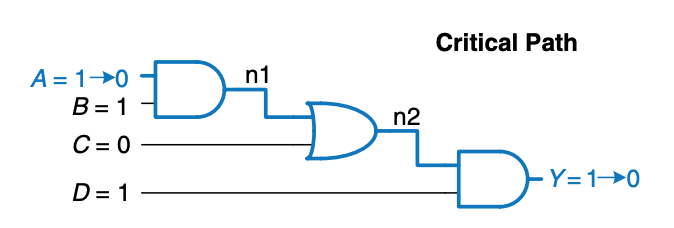 Critical Path
A = 1→0
n1
B = 1
n2
C = 0
Y = 1→0
D = 1